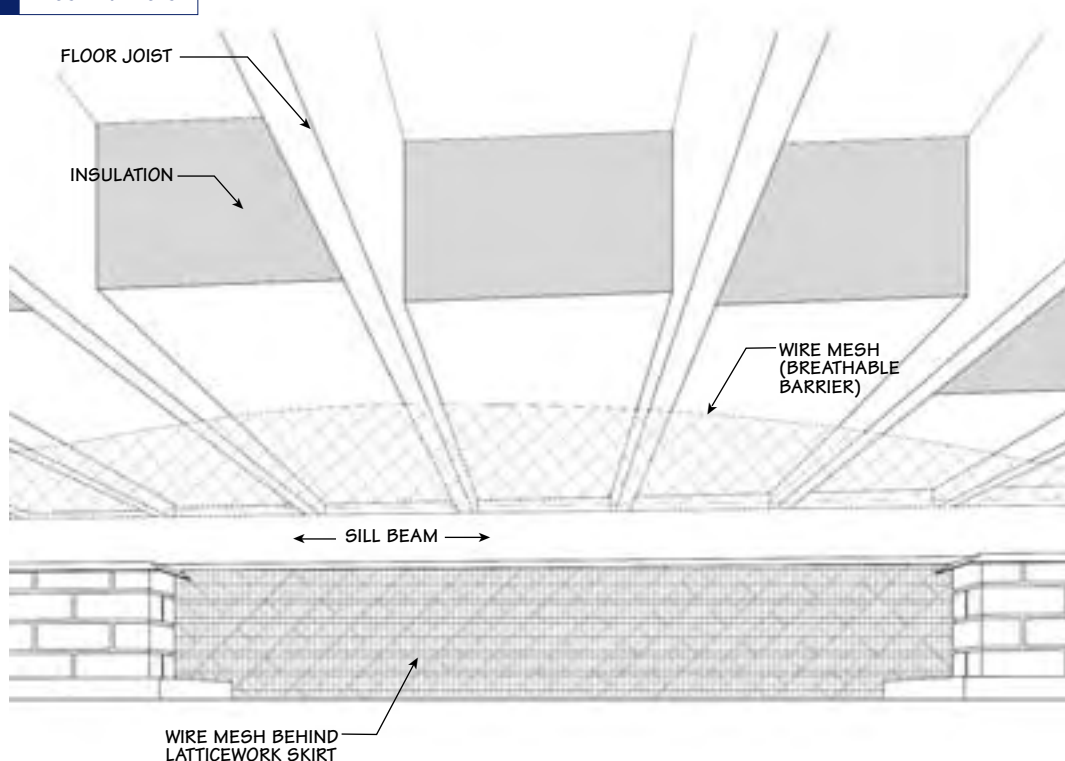 FLOOR JOIST
INSULATION
WIRE MESH
(BREATHABLE
BARRIER)
SILL BEAM
WIRE MESH BEHIND
LATTICEWORK SKIRT